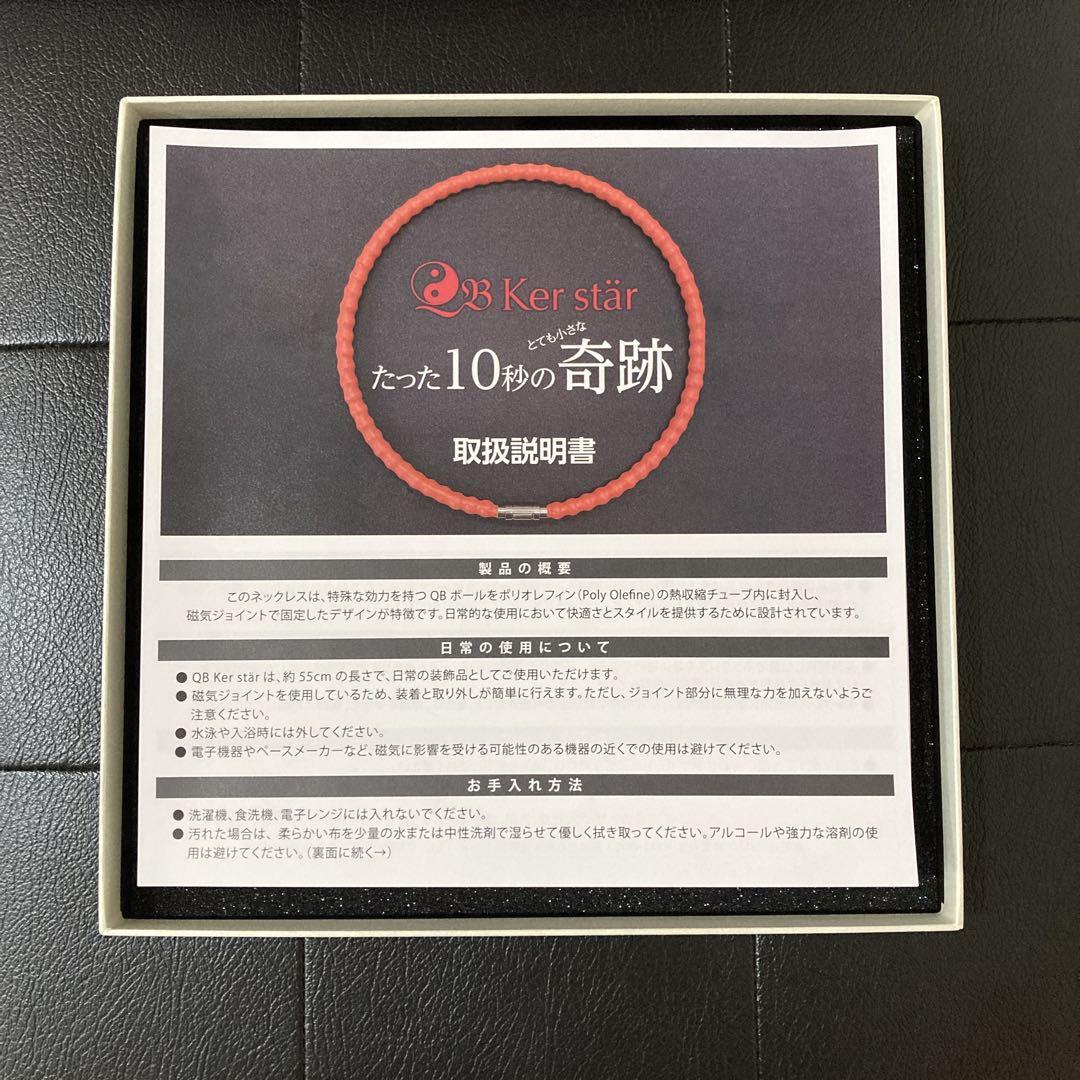 QB Ker stär
とても小さな
たった10秒の奇跡
取扱説明書
製品の概要
このネックレスは、特殊な効力を持つ QB ボールをポリオレフィン（Poly Olefine）の熱収縮チューブ内に封入し、
磁気ジョイントで固定したデザインが特徴です。日常的な使用において快適さとスタイルを提供するために設計されています。
日常の使用について
● QB Ker stär は、約 55cm の長さで、日常の装飾品としてご使用いただけます。
● 磁気ジョイントを使用しているため、装着と取り外しが簡単に行えます。ただし、ジョイント部分に無理な力を加えないようご
注意ください。
● 水泳や入浴時には外してください。
● 電子機器やペースメーカーなど、磁気に影響を受ける可能性のある機器の近くでの使用は避けてください。
お手入れ方法
● 洗濯機、食洗機、電子レンジには入れないでください。
● 汚れた場合は、柔らかい布を少量の水または中性洗剤で湿らせて優しく拭き取ってください。アルコールや強力な溶剤の使
用は避けてください。（裏面に続く→）